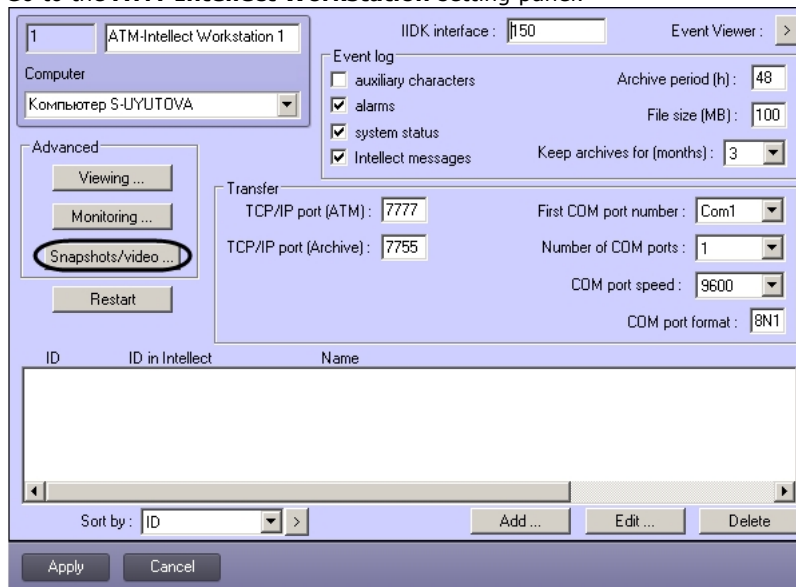 Go to the ATM-Intellect Workstation setting panel.
1
ATM-Intellect Workstation 1
Computer
Компьютер S-UYUTOVA
IIDK interface : 150
Event Viewer : >
Event log
auxiliary characters
alarms
system status
Intellect messages
Archive period (h) : 48
File size (MB) : 100
Keep archives for (months) : 3
Advanced
Viewing ...
Monitoring ...
Snapshots/video ...
Restart
Transfer
TCP/IP port (ATM) : 7777
TCP/IP port (Archive) : 7755
First COM port number : Com1
Number of COM ports : 1
COM port speed : 9600
COM port format : 8N1
ID ID in Intellect Name
Sort by : ID >
Add ... Edit ... Delete
Apply Cancel